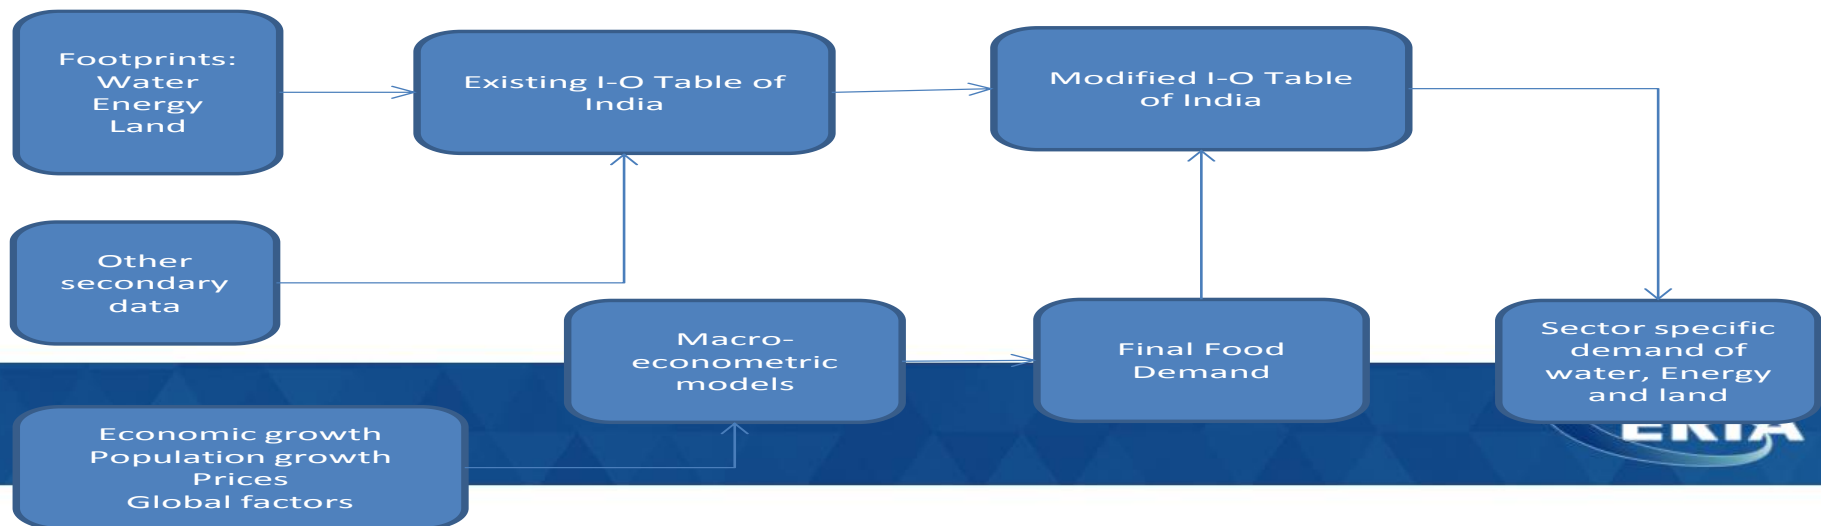 Footprints:
Water
Energy
Land
Existing I-O Table of
India
Modified I-O Table
of India
Other
secondary
data
Macro-
econometric
models
Final Food
Demand
Sector specific
demand of
water, Energy
and land
Economic growth
Population growth
Prices
Global factors
ERIA